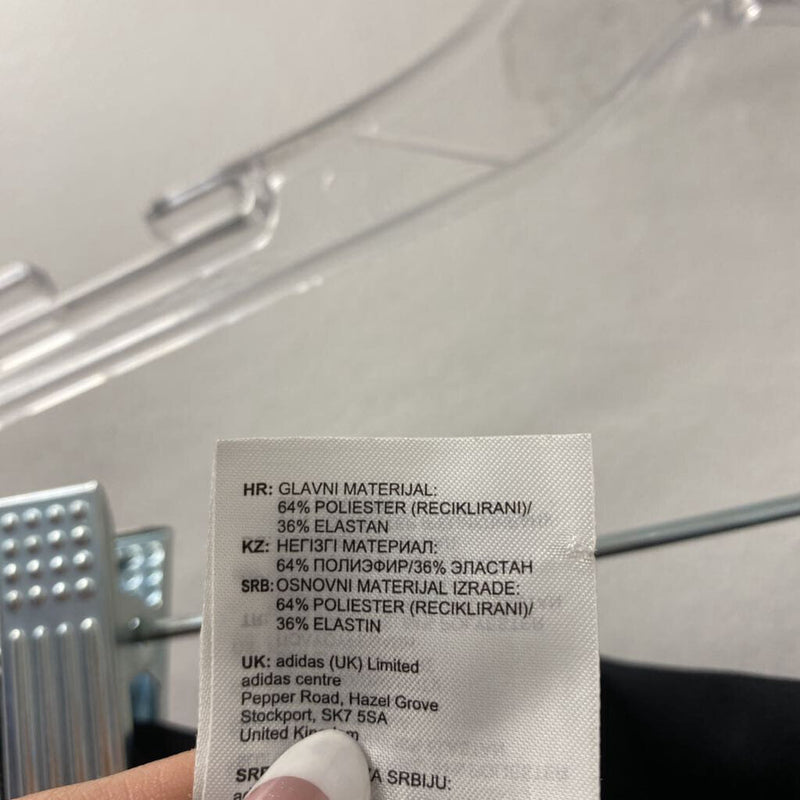 HR: GLAVNI MATERIJAL:
64% POLIESTER (RECIKLIRANI)/
36% ELASTAN
KZ: НЕГІЗГІ МАТЕРИАЛ:
64% ПОЛИЭФИР/36% ЭЛАСТАН
SRB: OSNOVNI MATERIJAL IZRADE:
64% POLIESTER (RECIKLIRANI)/
36% ELASTIN
UK: adidas (UK) Limited
adidas centre
Pepper Road, Hazel Grove
Stockport, SK7 5SA
United
SRBIJU: